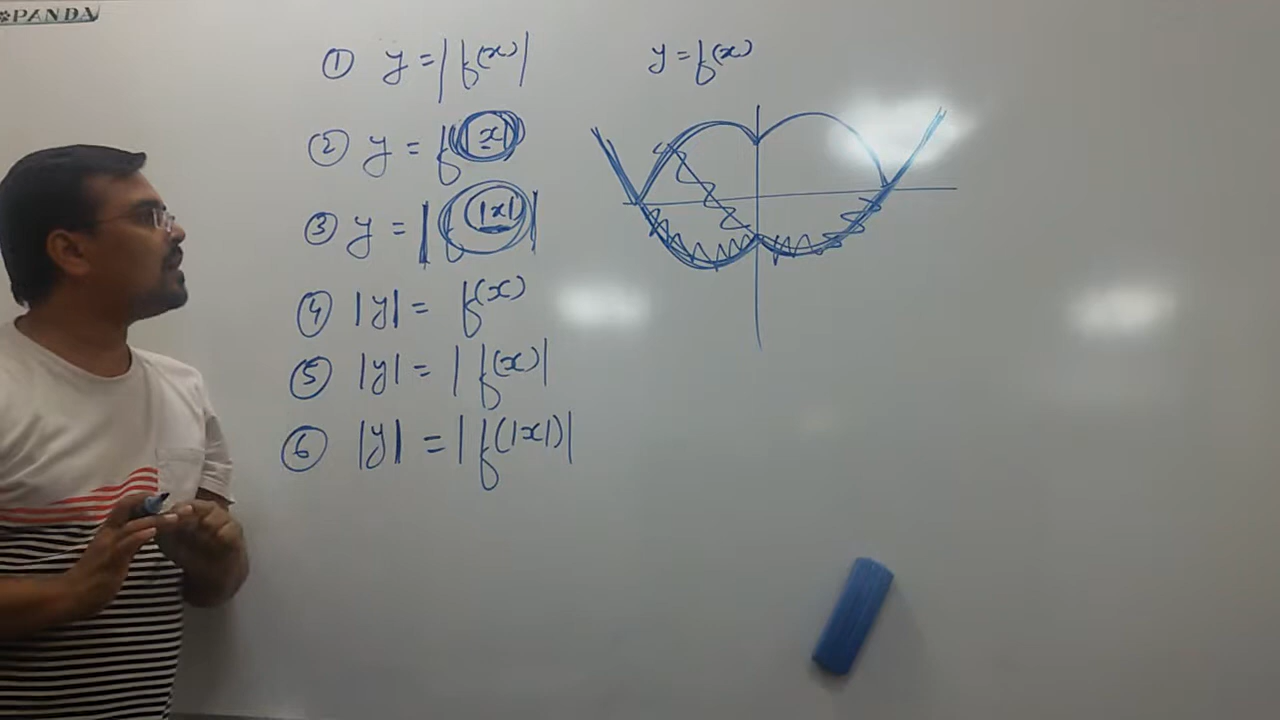 PANDA
① y = |f(x)|
② y = f(|x|)
③ y = |f(|x|)|
④ |y| = f(x)
⑤ |y| = |f(x)|
⑥ |y| = |f(|x|)|
y = f(x)